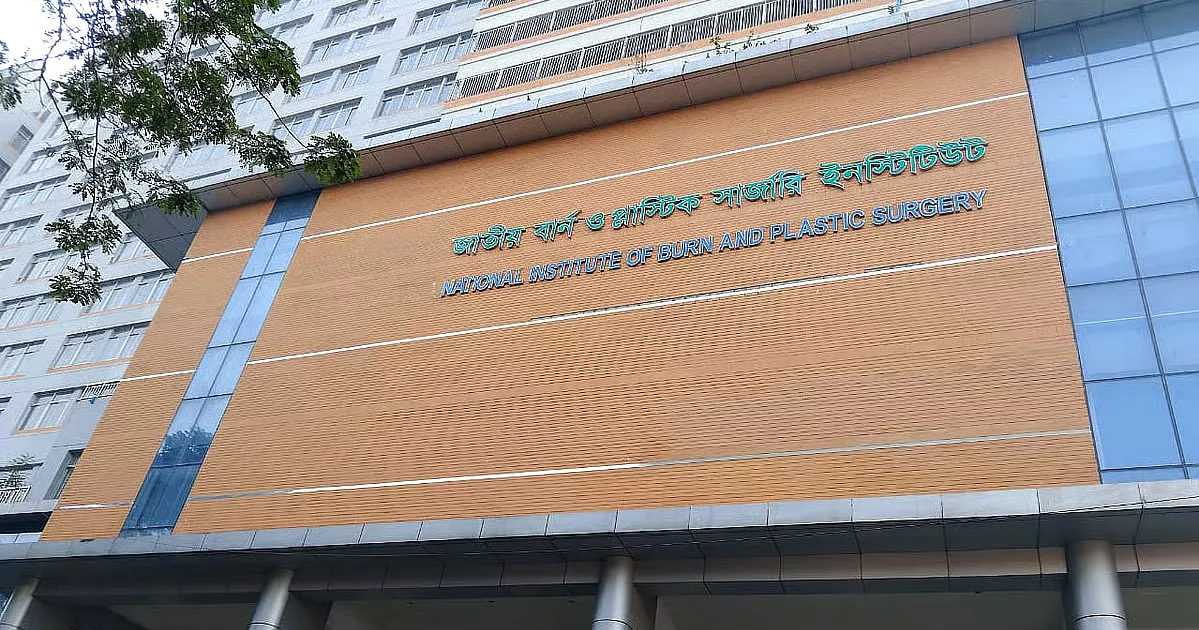 জাতীয় বার্ন ও প্লাস্টিক সার্জারি ইনস্টিটিউট
NATIONAL INSTITUTE OF BURN AND PLASTIC SURGERY